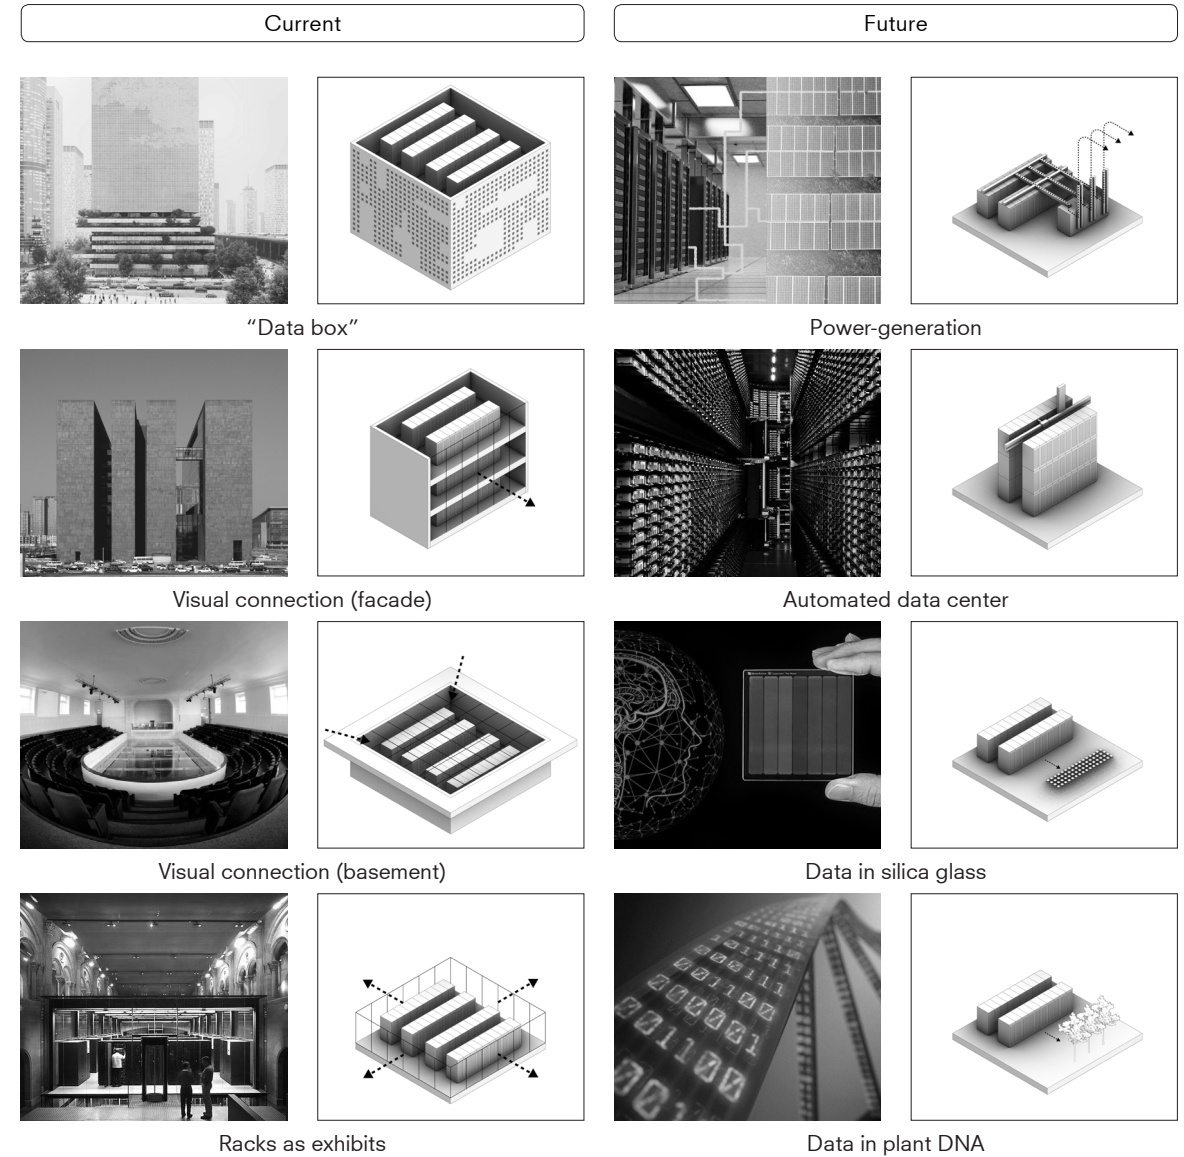 Current
Future
“Data box”
Power-generation
Visual connection (facade)
Automated data center
Visual connection (basement)
Data in silica glass
Racks as exhibits
Data in plant DNA